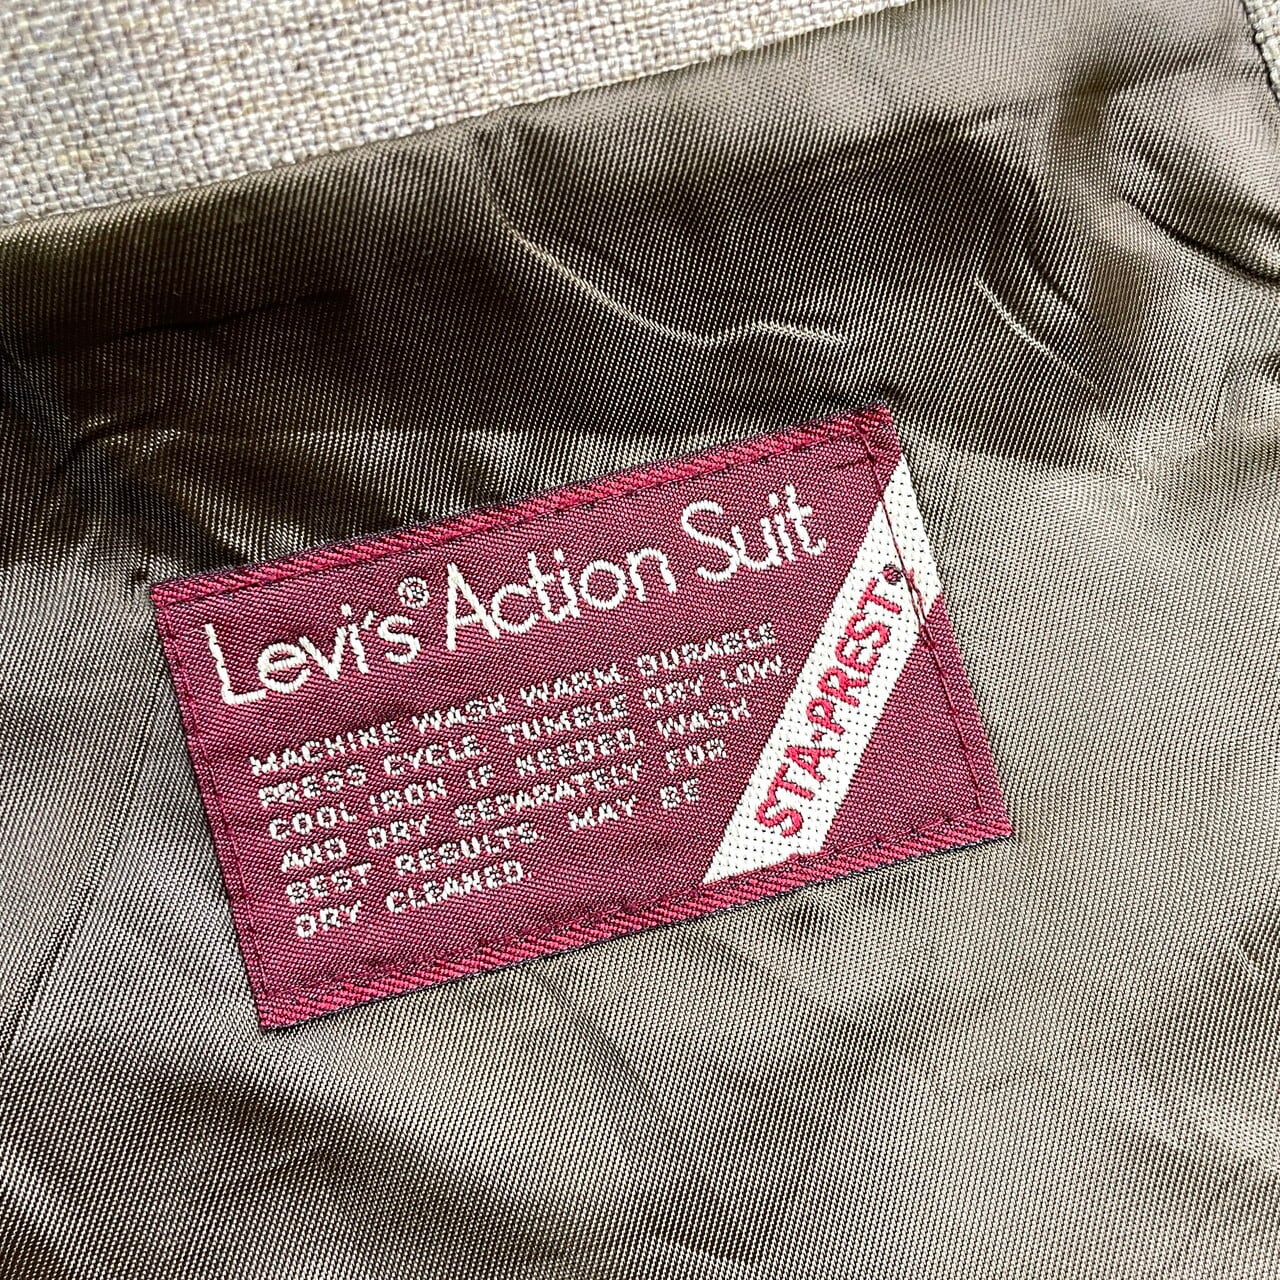 Levi's® Action Suit
MACHINE WASH WARM DURABLE
PRESS CYCLE. TUMBLE DRY LOW
COOL IRON IF NEEDED WASH
AND DRY SEPARATELY FOR
BEST RESULTS. MAY BE
DRY CLEANED.
STA-PREST®